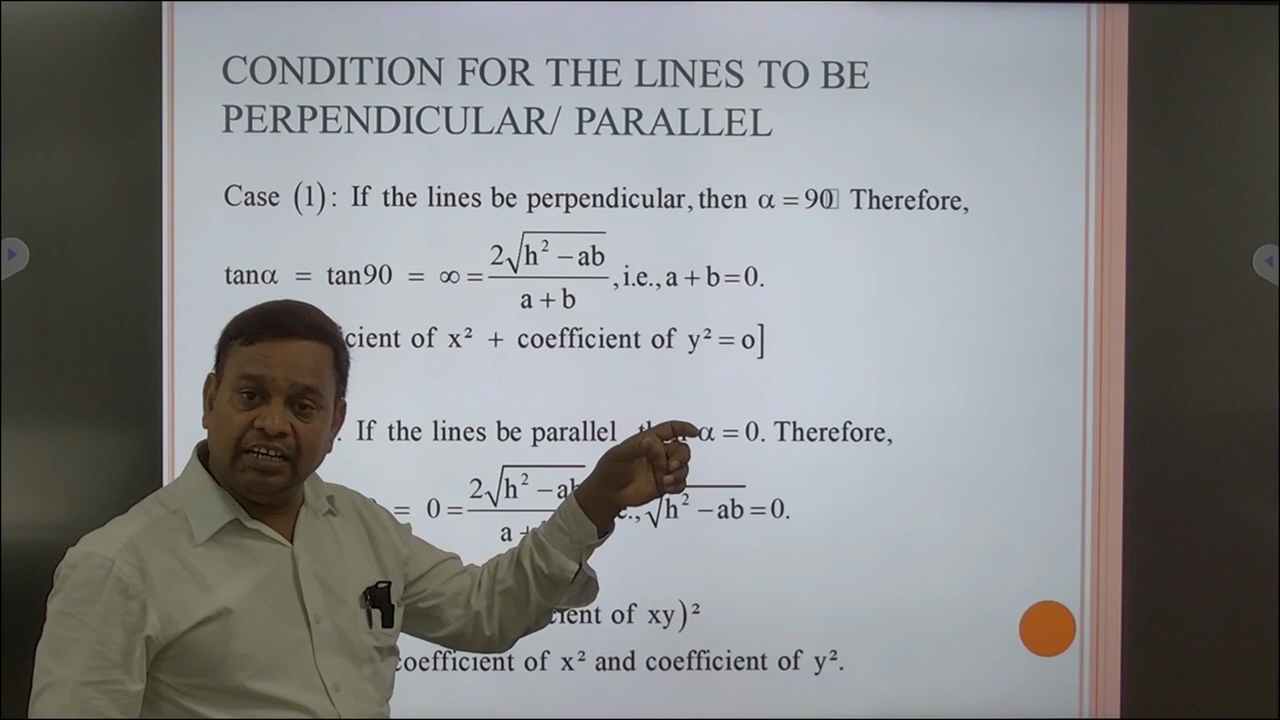 CONDITION FOR THE LINES TO BE
PERPENDICULAR/ PARALLEL
Case (1): If the lines be perpendicular, then α = 90 Therefore,
tanα = tan90 = ∞ = 2√(h² – ab) / (a + b) , i.e., a + b = 0.
cient of x² + coefficient of y² = o]
If the lines be parallel α = 0. Therefore,
= 0 = 2√(h² – ab / a + ., √(h² – ab) = 0.
cient of xy)²
coefficient of x² and coefficient of y².